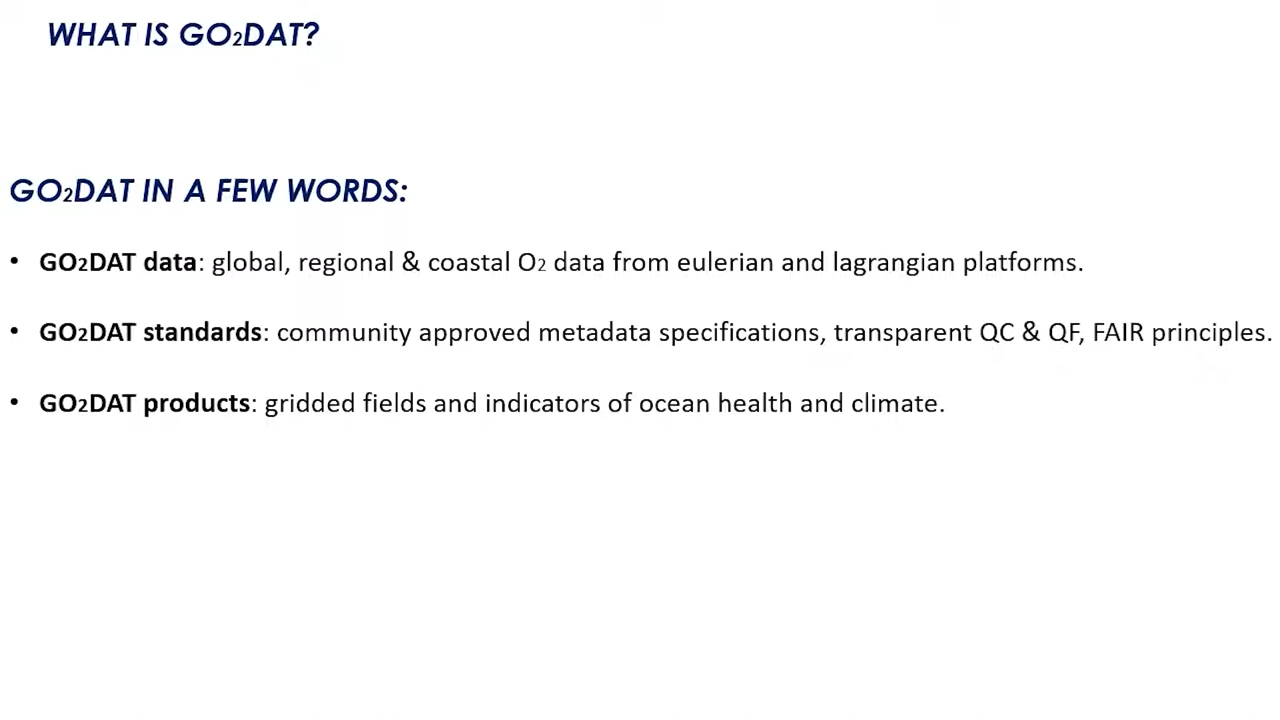 WHAT IS GO₂DAT?
GO₂DAT IN A FEW WORDS:
• GO₂DAT data: global, regional & coastal O₂ data from eulerian and lagrangian platforms.
• GO₂DAT standards: community approved metadata specifications, transparent QC & QF, FAIR principles.
• GO₂DAT products: gridded fields and indicators of ocean health and climate.